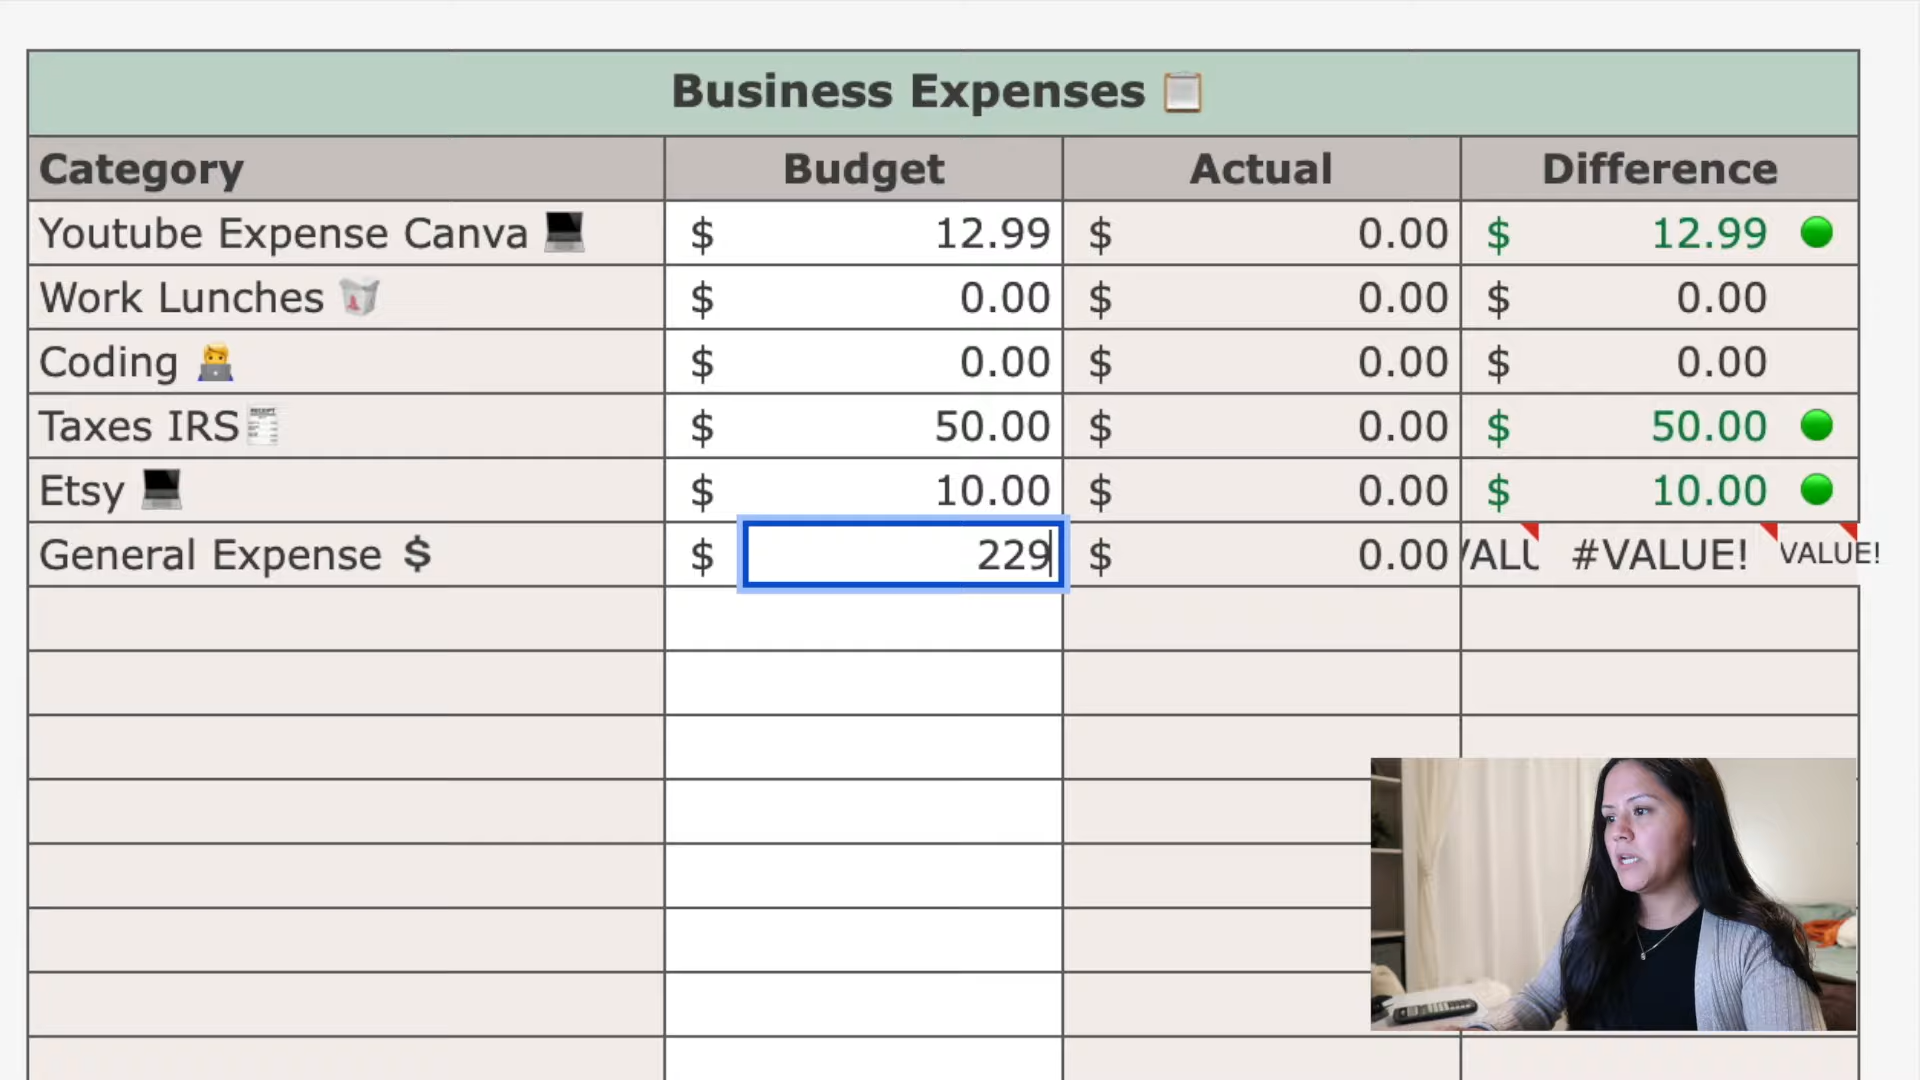 Business Expenses 📋
Category Budget Actual Difference
Youtube Expense Canva 💻 $ 12.99 $ 0.00 $ 12.99 🟢
Work Lunches 🥡 $ 0.00 $ 0.00 $ 0.00
Coding 🧑‍💻 $ 0.00 $ 0.00 $ 0.00
Taxes IRS🧾 $ 50.00 $ 0.00 $ 50.00 🟢
Etsy 💻 $ 10.00 $ 0.00 $ 10.00 🟢
General Expense 💲 $ 229 $ 0.00 VALU #VALUE! VALUE!